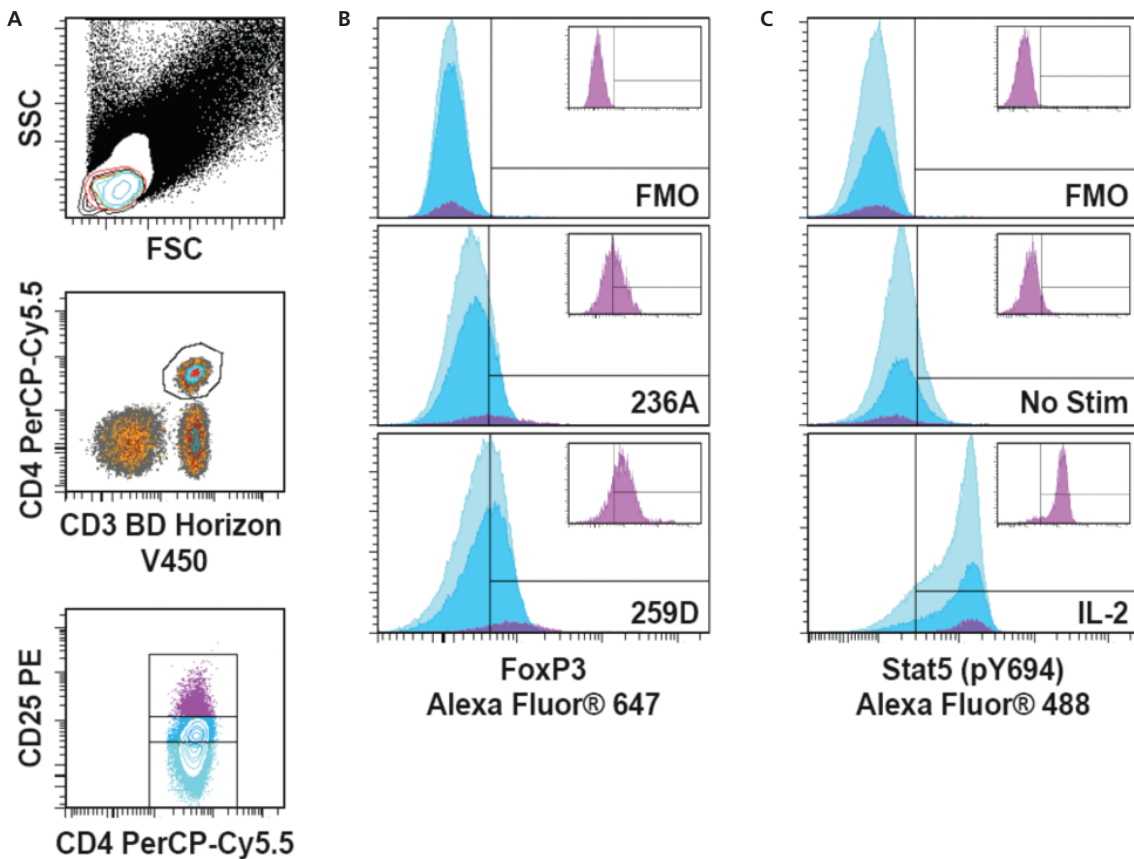 A
SSC
FSC
CD4 PerCP-Cy5.5
CD3 BD Horizon
V450
CD25 PE
CD4 PerCP-Cy5.5
B
FMO
236A
259D
FoxP3
Alexa Fluor® 647
C
FMO
No Stim
IL-2
Stat5 (pY694)
Alexa Fluor® 488